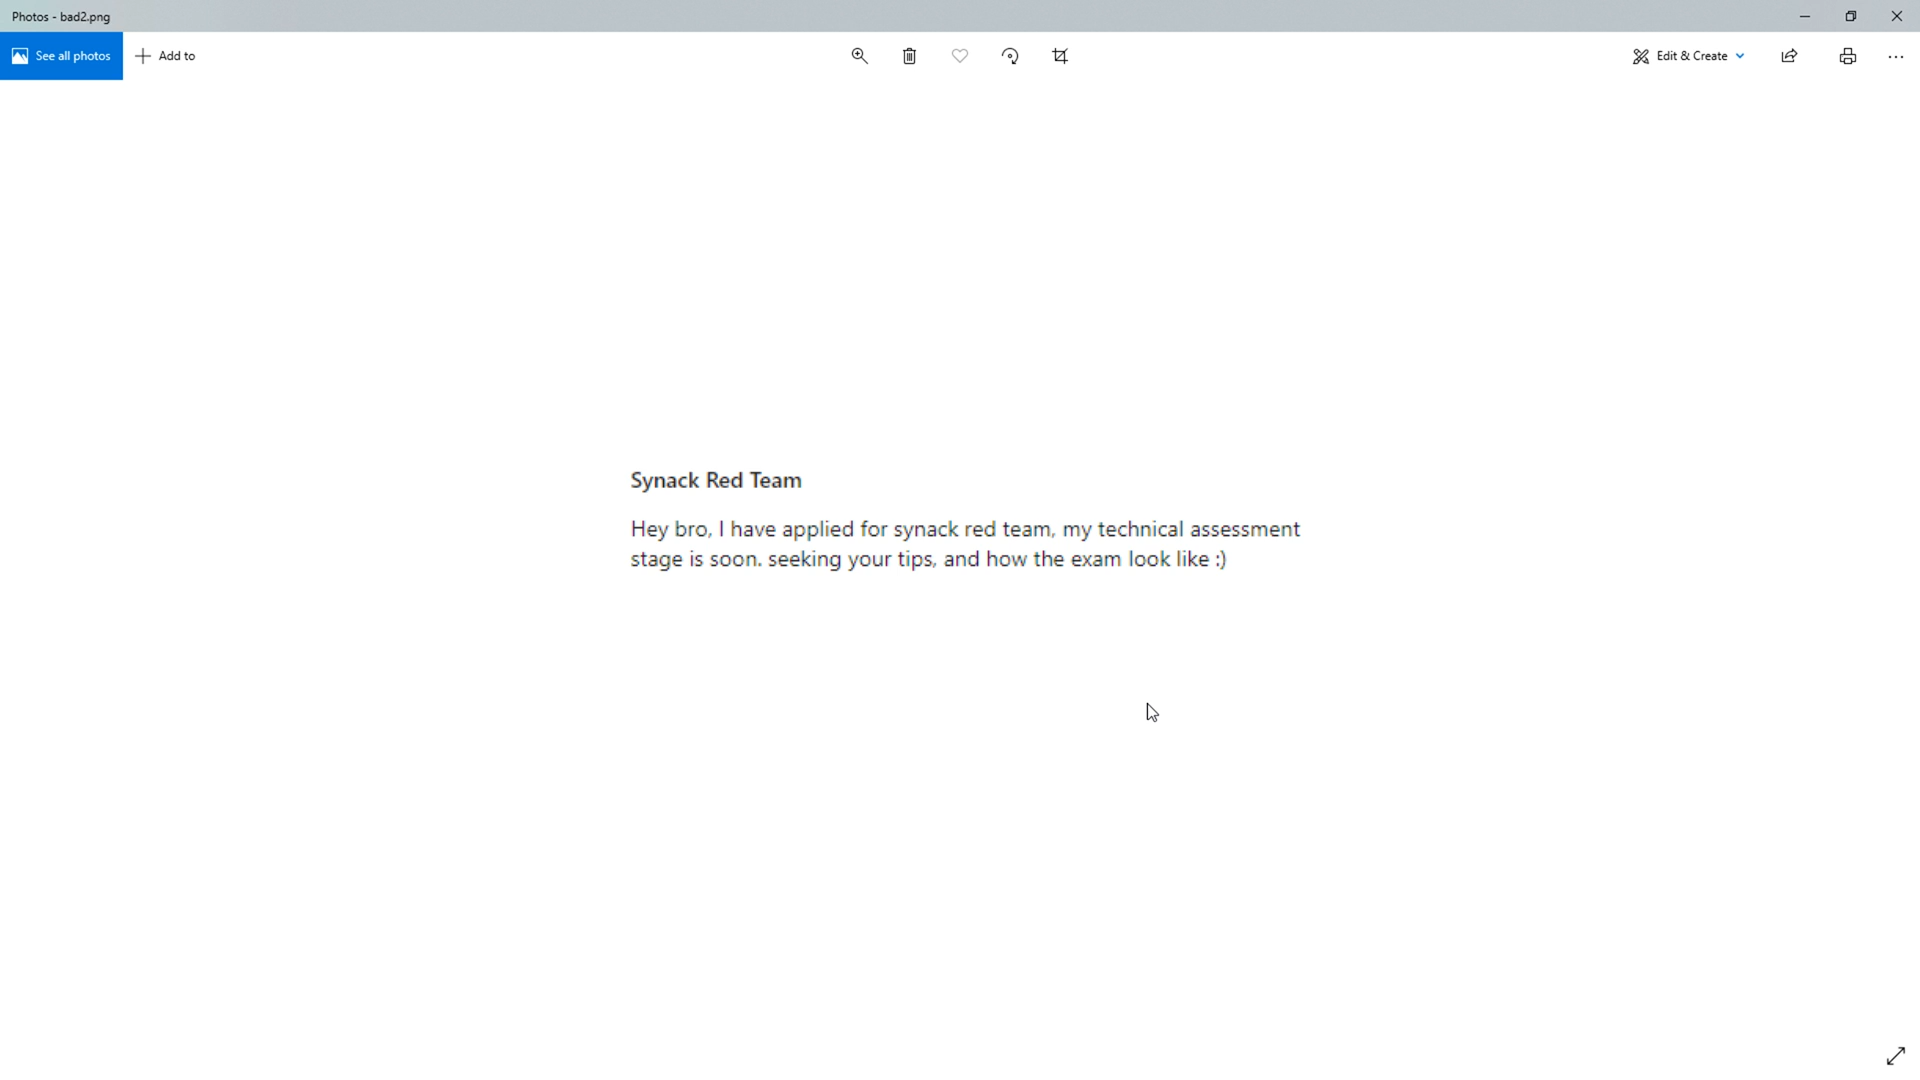 Photos - bad2.png
See all photos
Add to
Edit & Create
Synack Red Team
Hey bro, I have applied for synack red team, my technical assessment
stage is soon. seeking your tips, and how the exam look like :)